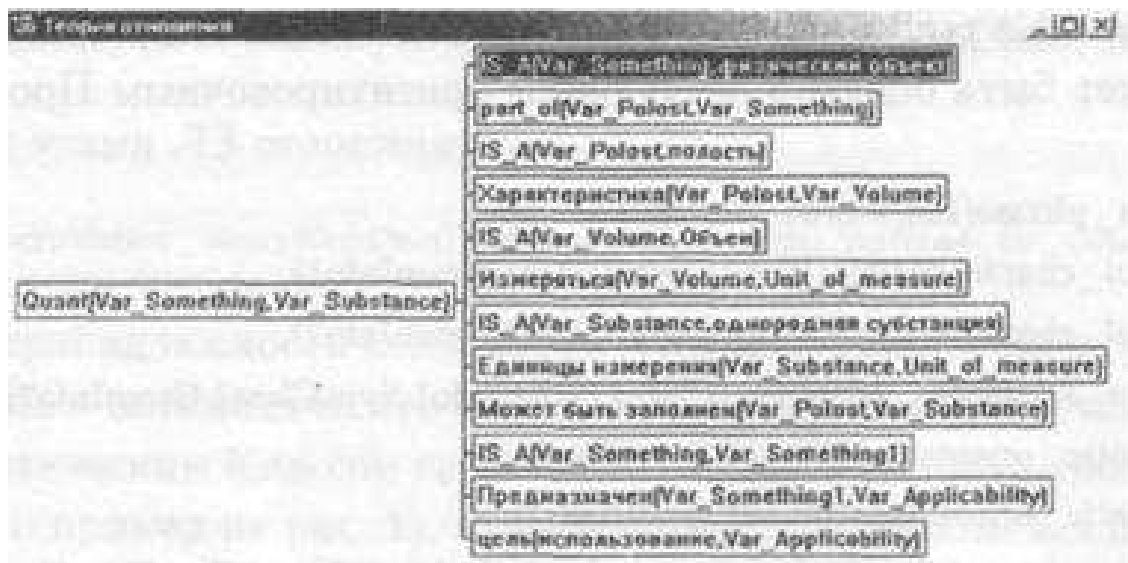 Теория отношения
IS_A(Var_Something,физический объект)
part_of(Var_Polost,Var_Something)
IS_A(Var_Polost,полость)
Характеристика(Var_Polost,Var_Volume)
IS_A(Var_Volume,Объем)
Измеряться(Var_Volume,Unit_of_measure)
Quant(Var_Something,Var_Substance)
IS_A(Var_Substance,однородная субстанция)
Единицы измерения(Var_Substance,Unit_of_measure)
Может быть заполнен(Var_Polost,Var_Substance)
IS_A(Var_Something,Var_Something1)
Предназначен(Var_Something1,Var_Applicability)
цель(использование,Var_Applicability)